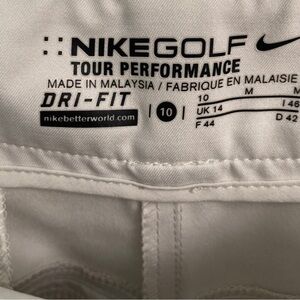 NIKEGOLF
TOUR PERFORMANCE
MADE IN MALAYSIA / FABRIQUE EN MALAISIE
DRI-FIT
nikebetterworld.com
10
10 M M
UK 14 I 46
F 44 D 42